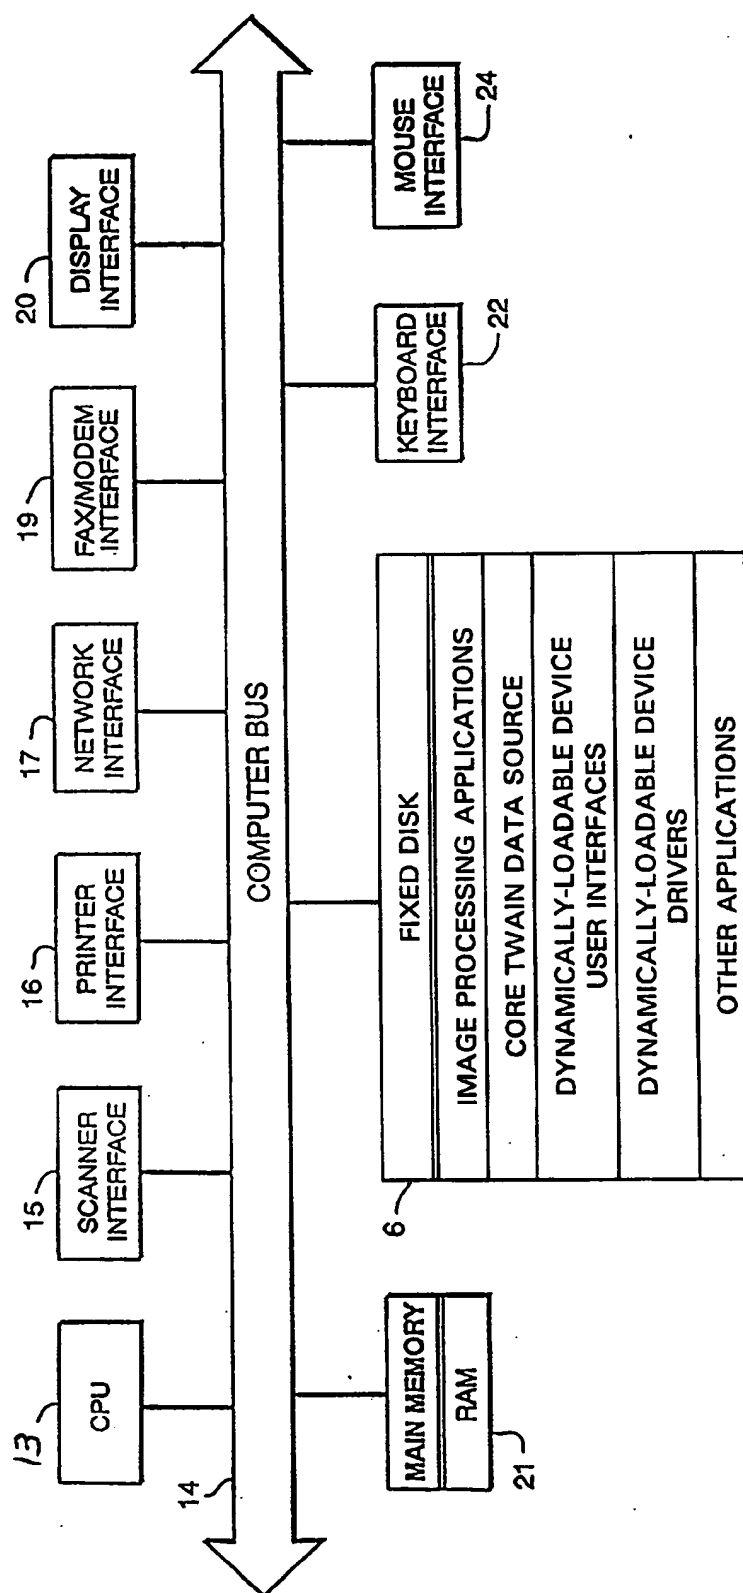 13
CPU
15
SCANNER
INTERFACE
16
PRINTER
INTERFACE
17
NETWORK
INTERFACE
19
FAX/MODEM
INTERFACE
20
DISPLAY
INTERFACE
14
COMPUTER BUS
MAIN MEMORY
RAM
21
6
FIXED DISK
IMAGE PROCESSING APPLICATIONS
CORE TWAIN DATA SOURCE
DYNAMICALLY-LOADABLE DEVICE
USER INTERFACES
DYNAMICALLY-LOADABLE DEVICE
DRIVERS
OTHER APPLICATIONS
KEYBOARD
INTERFACE
22
MOUSE
INTERFACE
24